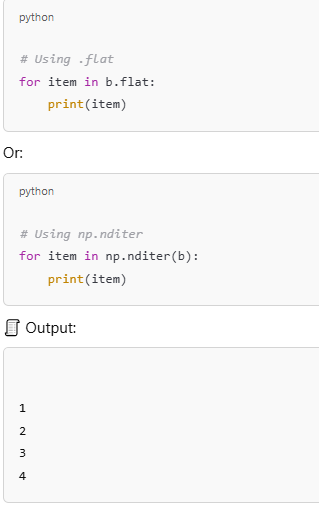 python
# Using .flat
for item in b.flat:
    print(item)
Or:
python
# Using np.nditer
for item in np.nditer(b):
    print(item)
Output:
1
2
3
4